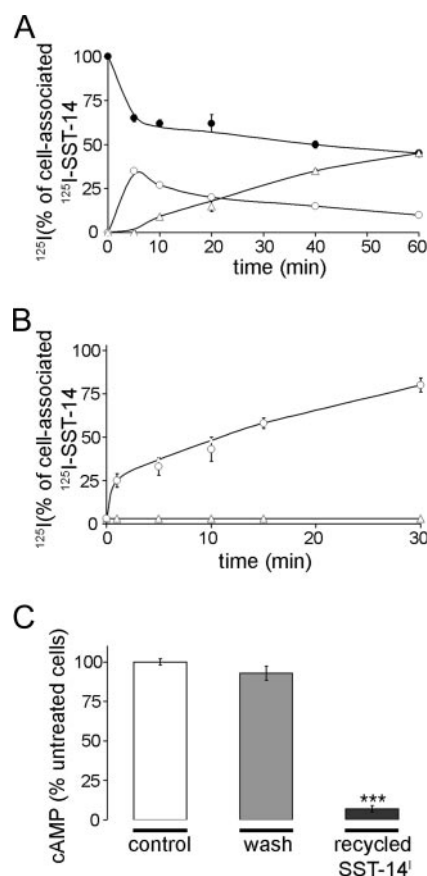 A
¹²⁵I(% of cell-associated
¹²⁵I-SST-14
100
75
50
25
0
0 10 20 30 40 50 60
time (min)
B
¹²⁵I(% of cell-associated
¹²⁵I-SST-14
100
75
50
25
0
0 10 20 30
time (min)
C
cAMP (% untreated cells)
100
75
50
25
0
***
control wash recycled
SST-14ᴵ